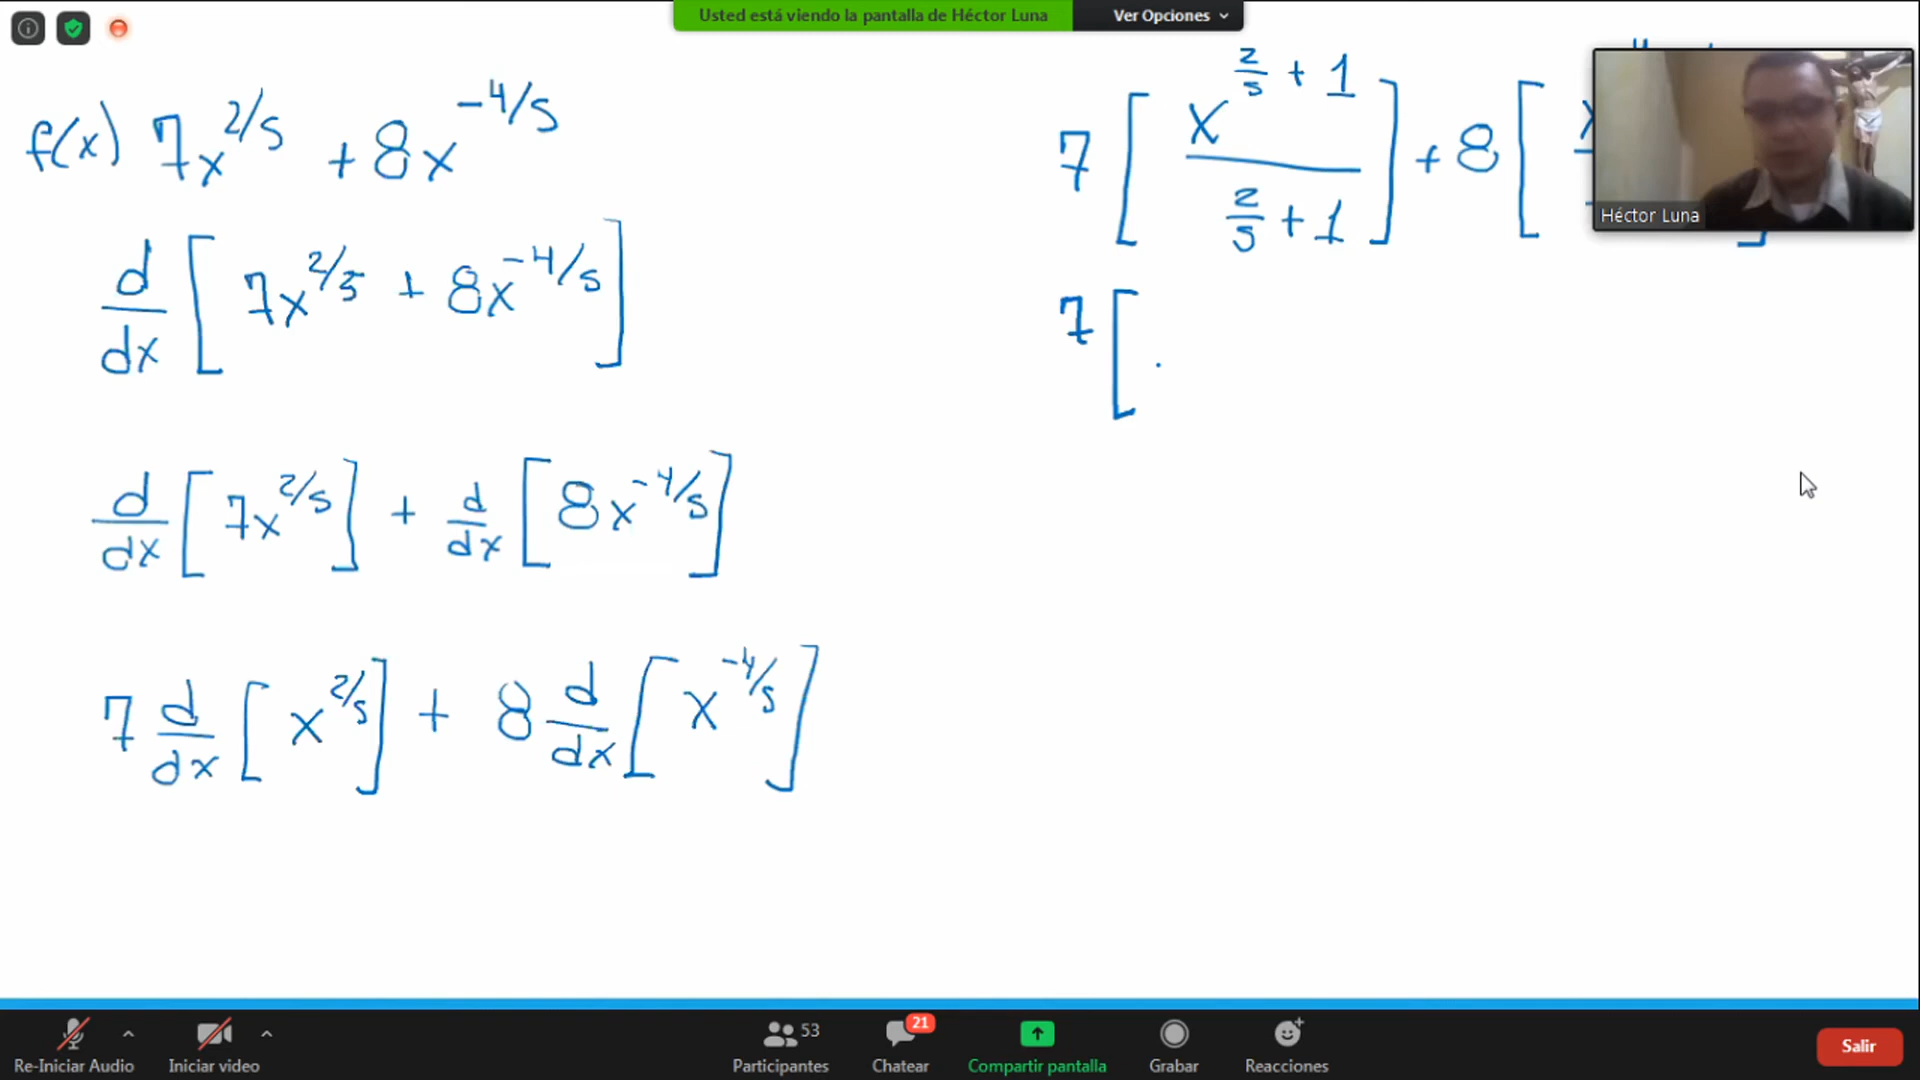 Usted está viendo la pantalla de Héctor Luna
Ver Opciones
f(x) 7x^{2/5} + 8x^{-4/5}
d/dx [ 7x^{2/5} + 8x^{-4/5} ]
d/dx [ 7x^{2/5} ] + d/dx [ 8x^{-4/5} ]
7 d/dx [ x^{2/5} ] + 8 d/dx [ x^{-4/5} ]
7 [ x^{2/5 + 1} / (2/5 + 1) ] + 8 [
7 [ .
Héctor Luna
Re-Iniciar Audio
Iniciar video
53
Participantes
21
Chatear
Compartir pantalla
Grabar
Reacciones
Salir